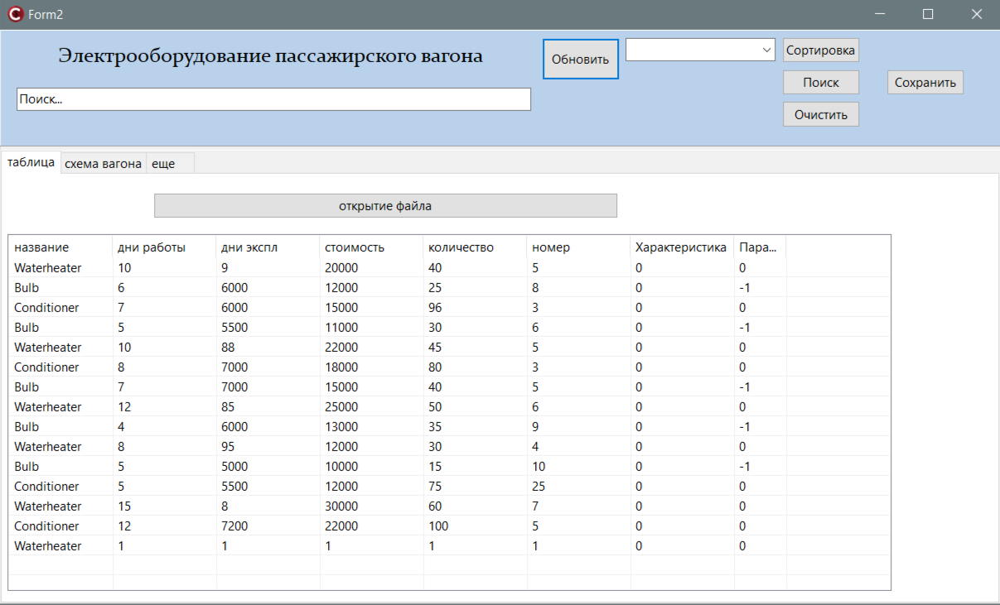 Form2
Электрооборудование пассажирского вагона
Обновить
Сортировка
Поиск
Сохранить
Поиск...
Очистить
таблица схема вагона еще
открытие файла
название дни работы дни экспл стоимость количество номер Характеристика Пара...
Waterheater 10 9 20000 40 5 0 0
Bulb 6 6000 12000 25 8 0 -1
Conditioner 7 6000 15000 96 3 0 0
Bulb 5 5500 11000 30 6 0 -1
Waterheater 10 88 22000 45 5 0 0
Conditioner 8 7000 18000 80 3 0 0
Bulb 7 7000 15000 40 5 0 -1
Waterheater 12 85 25000 50 6 0 0
Bulb 4 6000 13000 35 9 0 -1
Waterheater 8 95 12000 30 4 0 0
Bulb 5 5000 10000 15 10 0 -1
Conditioner 5 5500 12000 75 25 0 0
Waterheater 15 8 30000 60 7 0 0
Conditioner 12 7200 22000 100 5 0 0
Waterheater 1 1 1 1 1 0 0